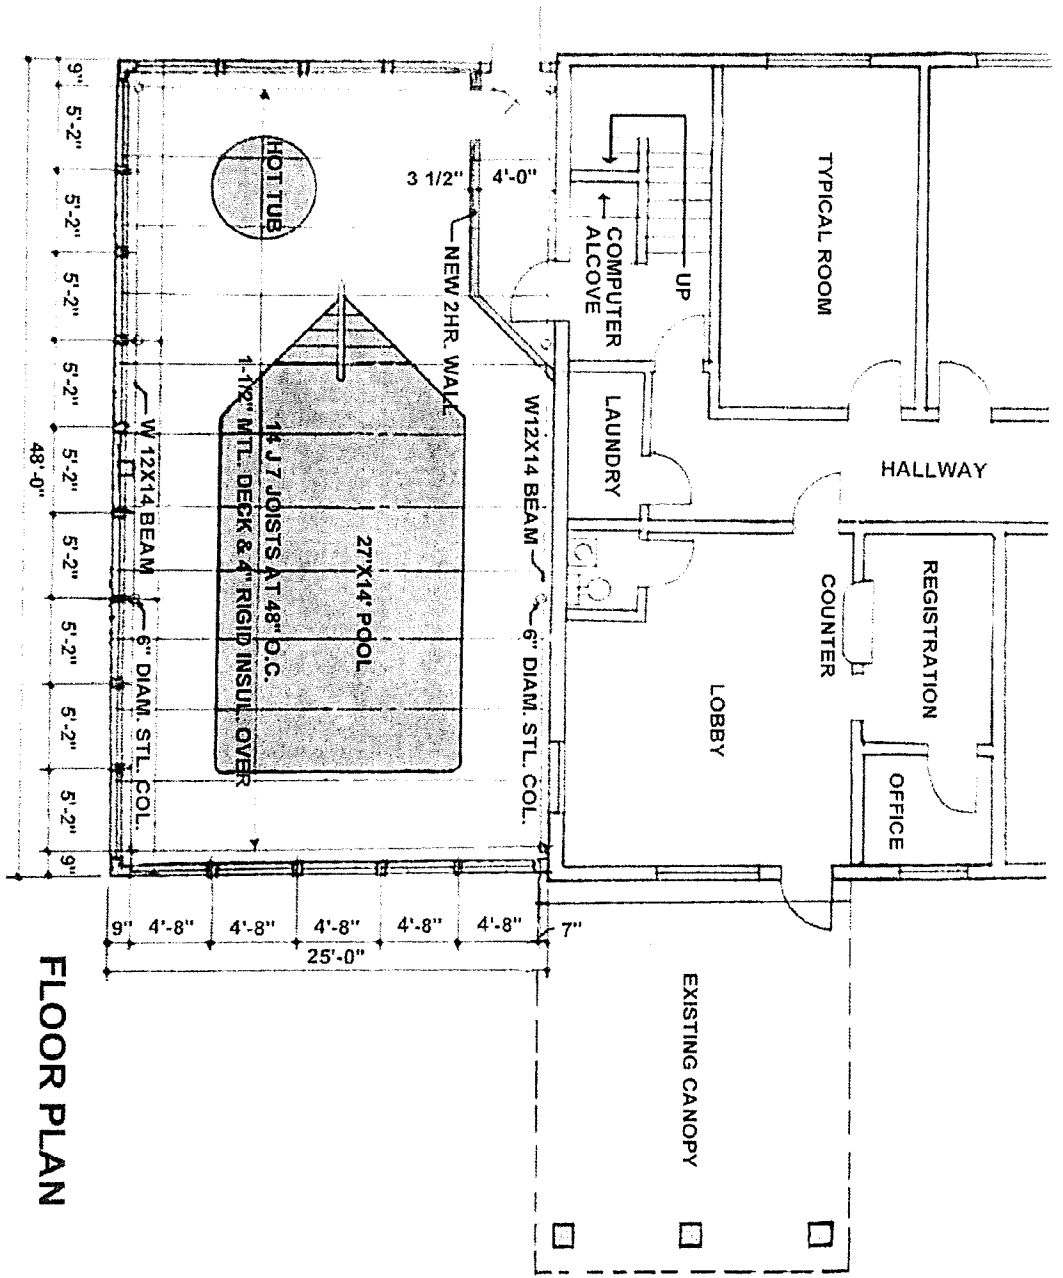 9"
5'-2"
5'-2"
5'-2"
5'-2"
5'-2"
5'-2"
5'-2"
5'-2"
5'-2"
9"
48'-0"
HOT TUB
3 1/2"
4'-0"
NEW 2HR. WALL
COMPUTER
ALCOVE
UP
TYPICAL ROOM
LAUNDRY
HALLWAY
W 12X14 BEAM
W12X14 BEAM
14 J 7 JOISTS AT 48" O.C.
1-1/2" MTL. DECK & 4" RIGID INSUL. OVER
27'X14' POOL
6" DIAM. STL. COL.
6" DIAM. STL. COL.
LOBBY
COUNTER
REGISTRATION
OFFICE
9"
4'-8"
4'-8"
4'-8"
4'-8"
4'-8"
7"
25'-0"
EXISTING CANOPY
FLOOR PLAN